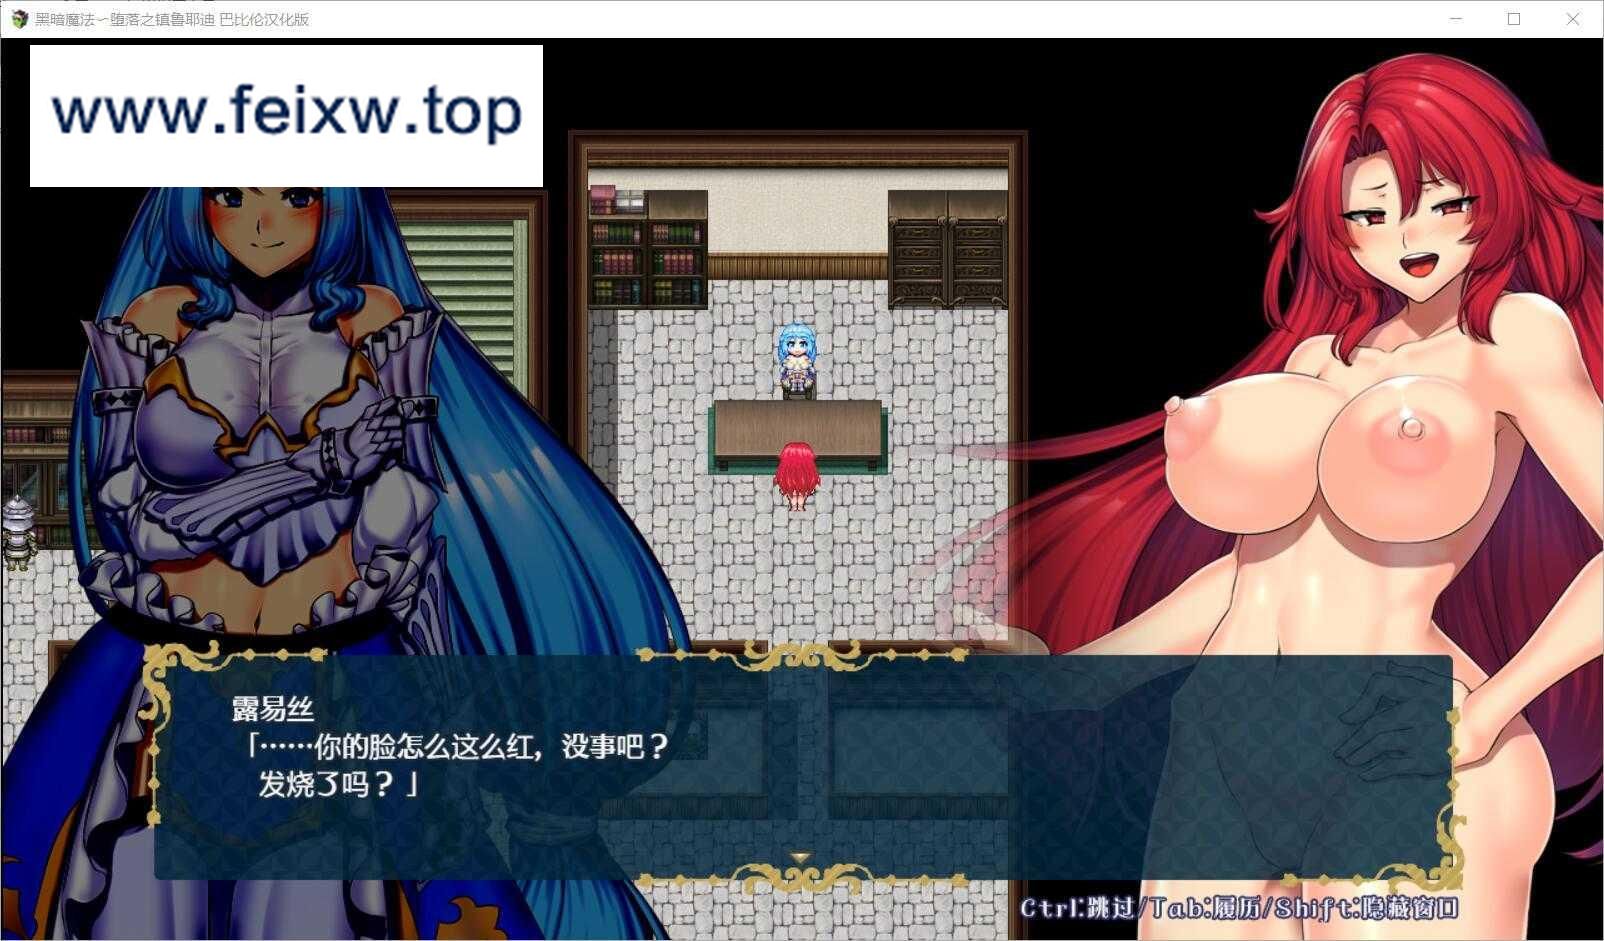 黑暗魔法∽堕落之镇鲁耶迪 巴比伦汉化版
www.feixw.top
露易丝
「……你的脸怎么这么红，没事吧？
发烧了吗？」
Ctrl:跳过/Tab:履历/Shift:隐藏窗口